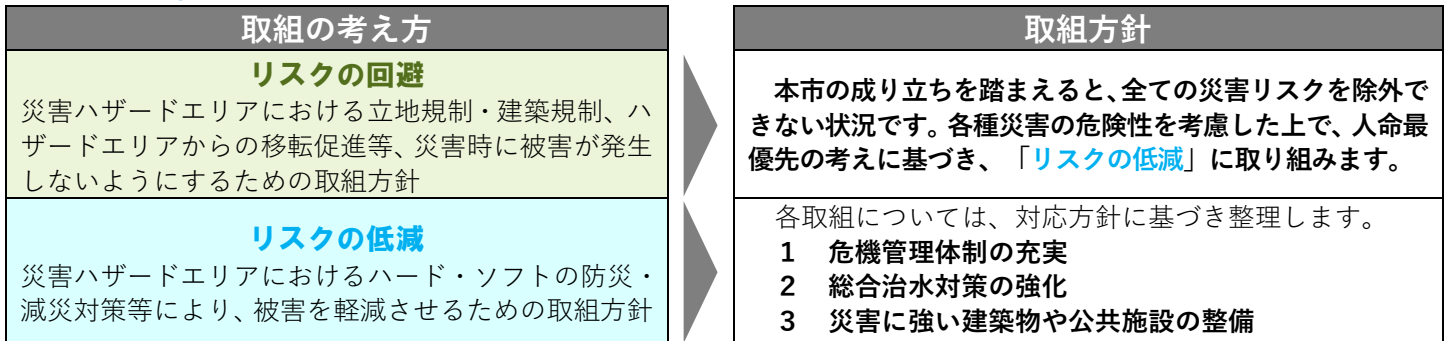 取組の考え方
リスクの回避
災害ハザードエリアにおける立地規制・建築規制、ハ
ザードエリアからの移転促進等、災害時に被害が発生
しないようにするための取組方針
リスクの低減
災害ハザードエリアにおけるハード・ソフトの防災・
減災対策等により、被害を軽減させるための取組方針
取組方針
本市の成り立ちを踏まえると、全ての災害リスクを除外で
きない状況です。各種災害の危険性を考慮した上で、人命最
優先の考えに基づき、「リスクの低減」に取り組みます。
各取組については、対応方針に基づき整理します。
1 危機管理体制の充実
2 総合治水対策の強化
3 災害に強い建築物や公共施設の整備